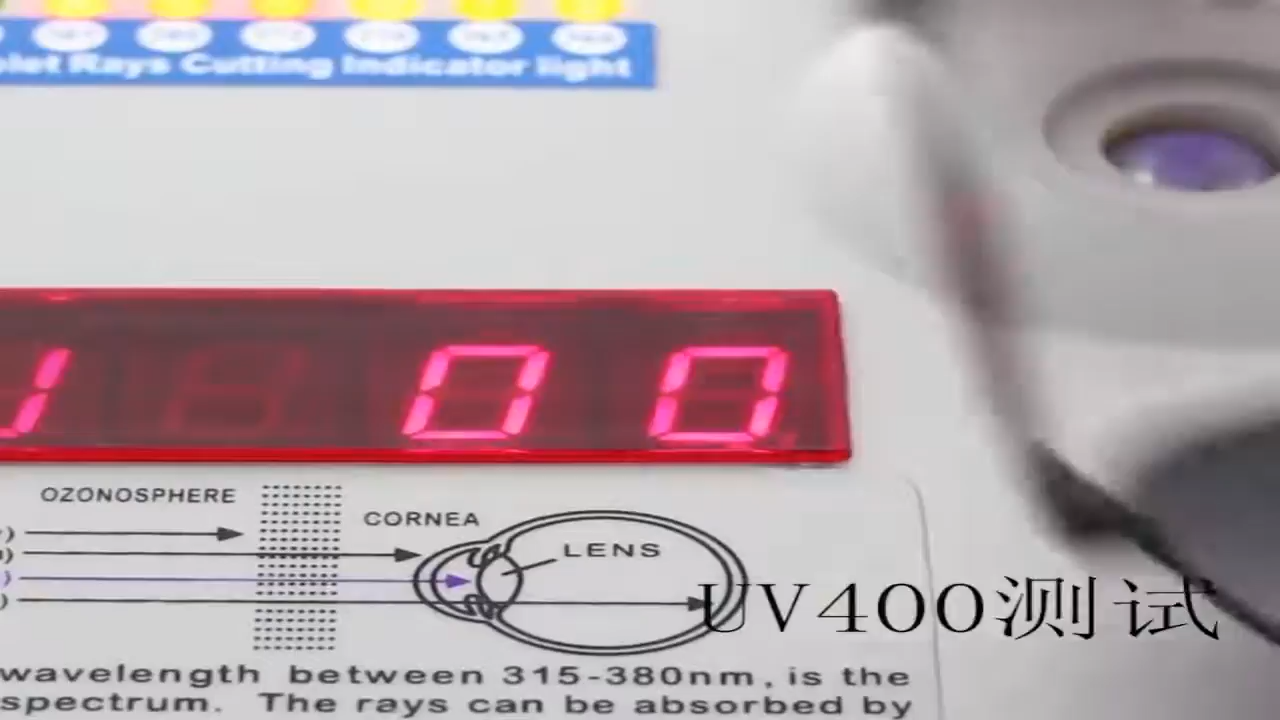 Rays Cutting Indicator light
00
OZONOSPHERE
CORNEA
LENS
UV400测试
wavelength between 315-380nm, is the
spectrum. The rays can be absorbed by